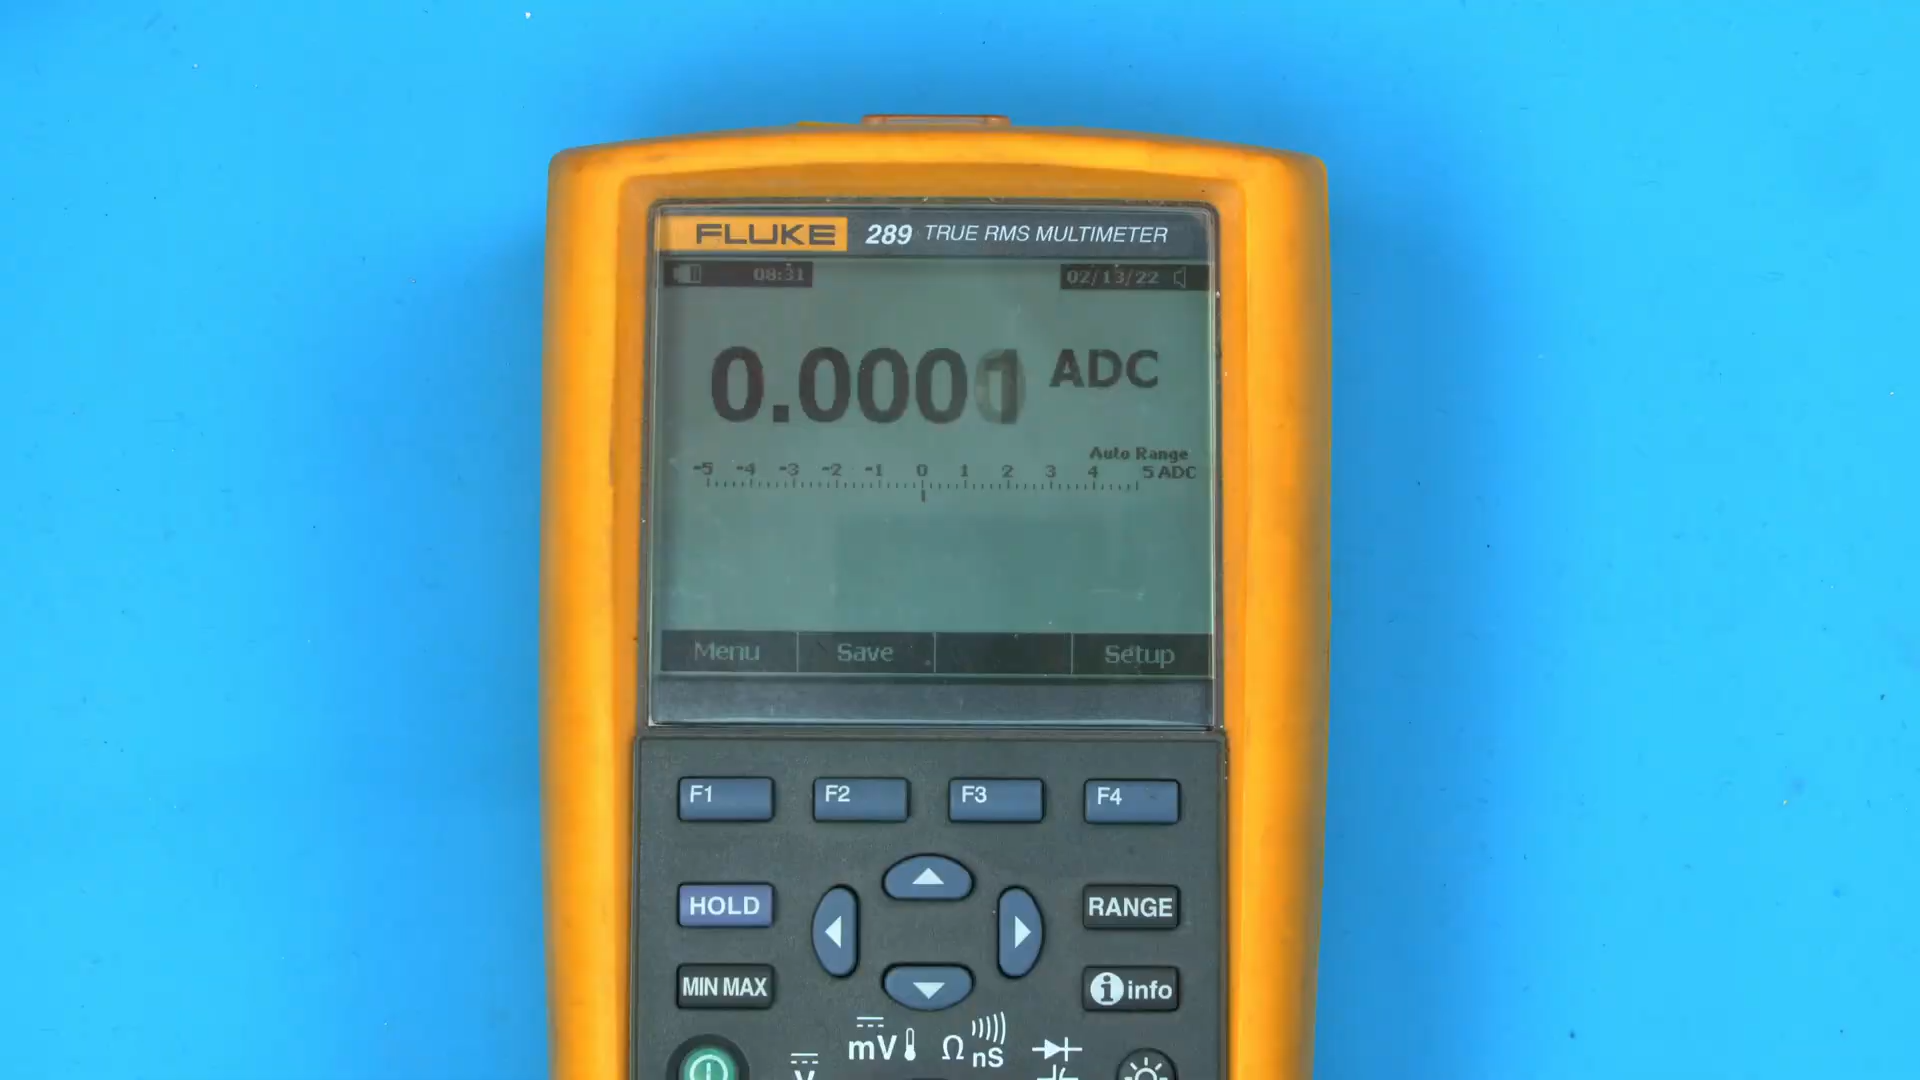 FLUKE 289 TRUE RMS MULTIMETER
08:31 02/13/22
0.0001 ADC
Auto Range
-5 -4 -3 -2 -1 0 1 2 3 4 5 ADC
Menu Save Setup
F1 F2 F3 F4
HOLD RANGE
MIN MAX info
mV Ω nS
V